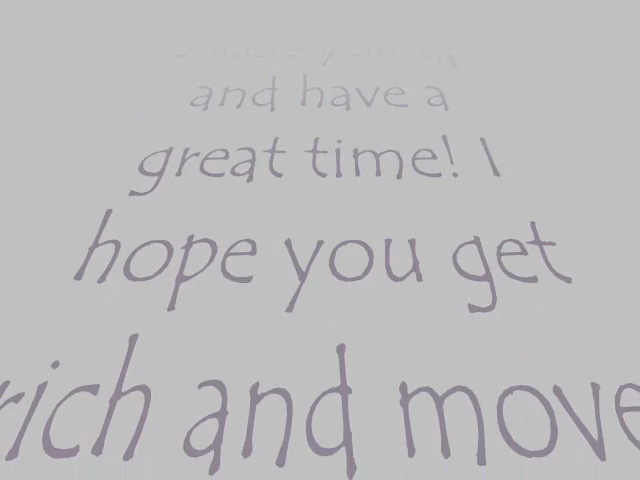 and have a
great time! I
hope you get
rich and move